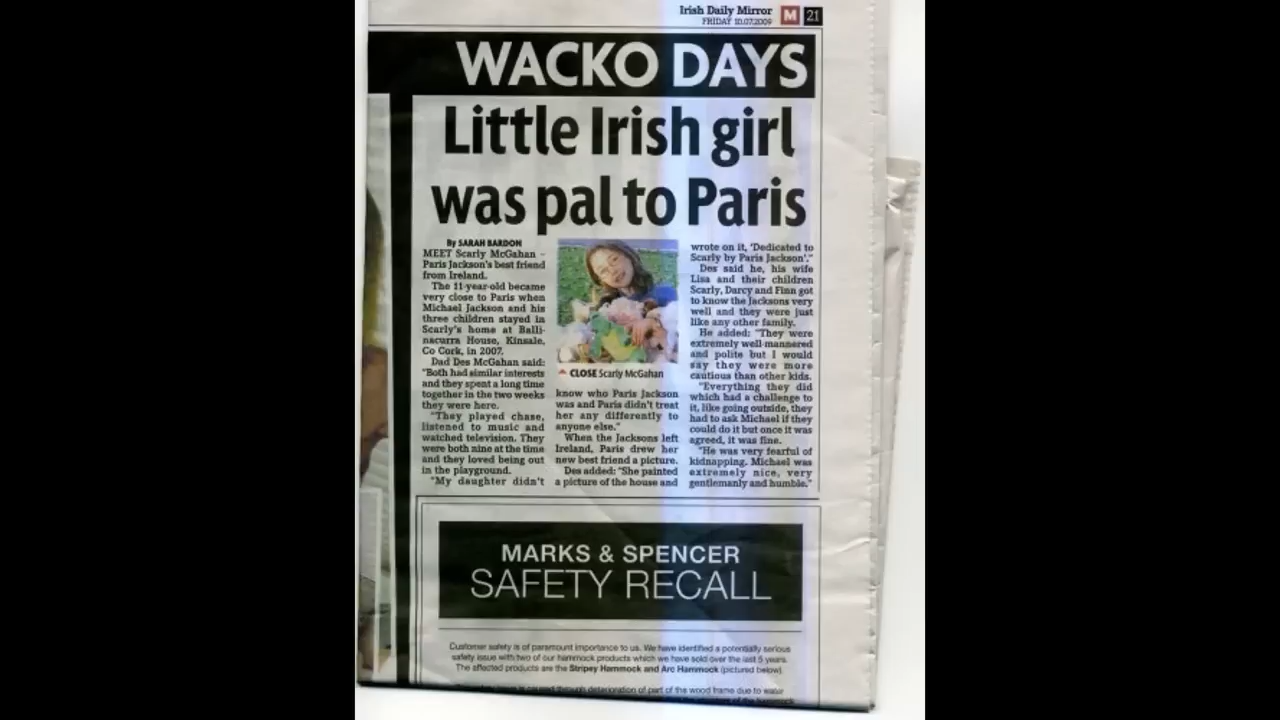 Irish Daily Mirror
FRIDAY 10.07.2009 M 21
WACKO DAYS
Little Irish girl
was pal to Paris
By SARAH BARDON
MEET Scarly McGahan –
Paris Jackson's best friend
from Ireland.
The 11-year-old became
very close to Paris when
Michael Jackson and his
three children stayed in
Scarly's home at Balli-
nacurra House, Kinsale,
Co Cork, in 2007.
Dad Des McGahan said:
"Both had similar interests
and they spent a long time
together in the two weeks
they were here.
"They played chase,
listened to music and
watched television. They
were both nine at the time
and they loved being out
in the playground.
"My daughter didn't
CLOSE Scarly McGahan
know who Paris Jackson
was and Paris didn't treat
her any differently to
anyone else."
When the Jacksons left
Ireland, Paris drew her
new best friend a picture.
Des added: "She painted
a picture of the house and
wrote on it, 'Dedicated to
Scarly by Paris Jackson'."
Des said he, his wife
Lisa and their children
Scarly, Darcy and Finn got
to know the Jacksons very
well and they were just
like any other family.
He added: "They were
extremely well-mannered
and polite but I would
say they were more
cautious than other kids.
"Everything they did
which had a challenge to
it, like going outside, they
had to ask Michael if they
could do it but once it was
agreed, it was fine.
"He was very fearful of
kidnapping. Michael was
extremely nice, very
gentlemanly and humble."
MARKS & SPENCER
SAFETY RECALL
Customer safety is of paramount importance to us. We have identified a potentially serious
safety issue with two of our hammock products which we have sold over the last 5 years.
The affected products are the Stripey Hammock and Arc Hammock (pictured below).
through deterioration of part of the wood frame due to water